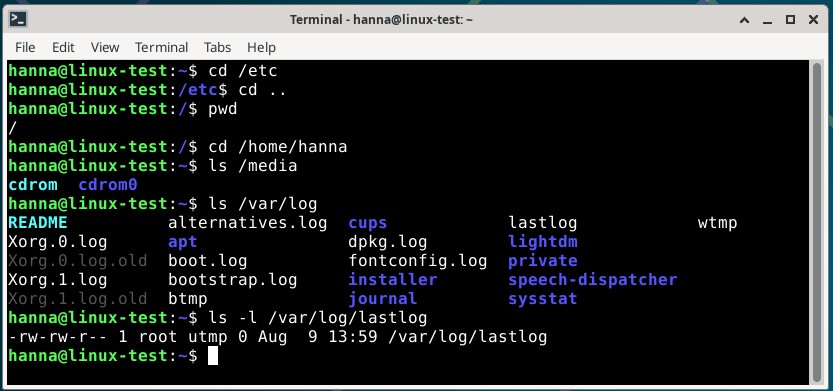 Terminal - hanna@linux-test: ~
File Edit View Terminal Tabs Help
hanna@linux-test:~$ cd /etc
hanna@linux-test:/etc$ cd ..
hanna@linux-test:/$ pwd
/
hanna@linux-test:/$ cd /home/hanna
hanna@linux-test:~$ ls /media
cdrom  cdrom0
hanna@linux-test:~$ ls /var/log
README          alternatives.log  cups            lastlog            wtmp
Xorg.0.log      apt               dpkg.log        lightdm
Xorg.0.log.old  boot.log          fontconfig.log  private
Xorg.1.log      bootstrap.log     installer       speech-dispatcher
Xorg.1.log.old  btmp              journal         sysstat
hanna@linux-test:~$ ls -l /var/log/lastlog
-rw-rw-r-- 1 root utmp 0 Aug  9 13:59 /var/log/lastlog
hanna@linux-test:~$